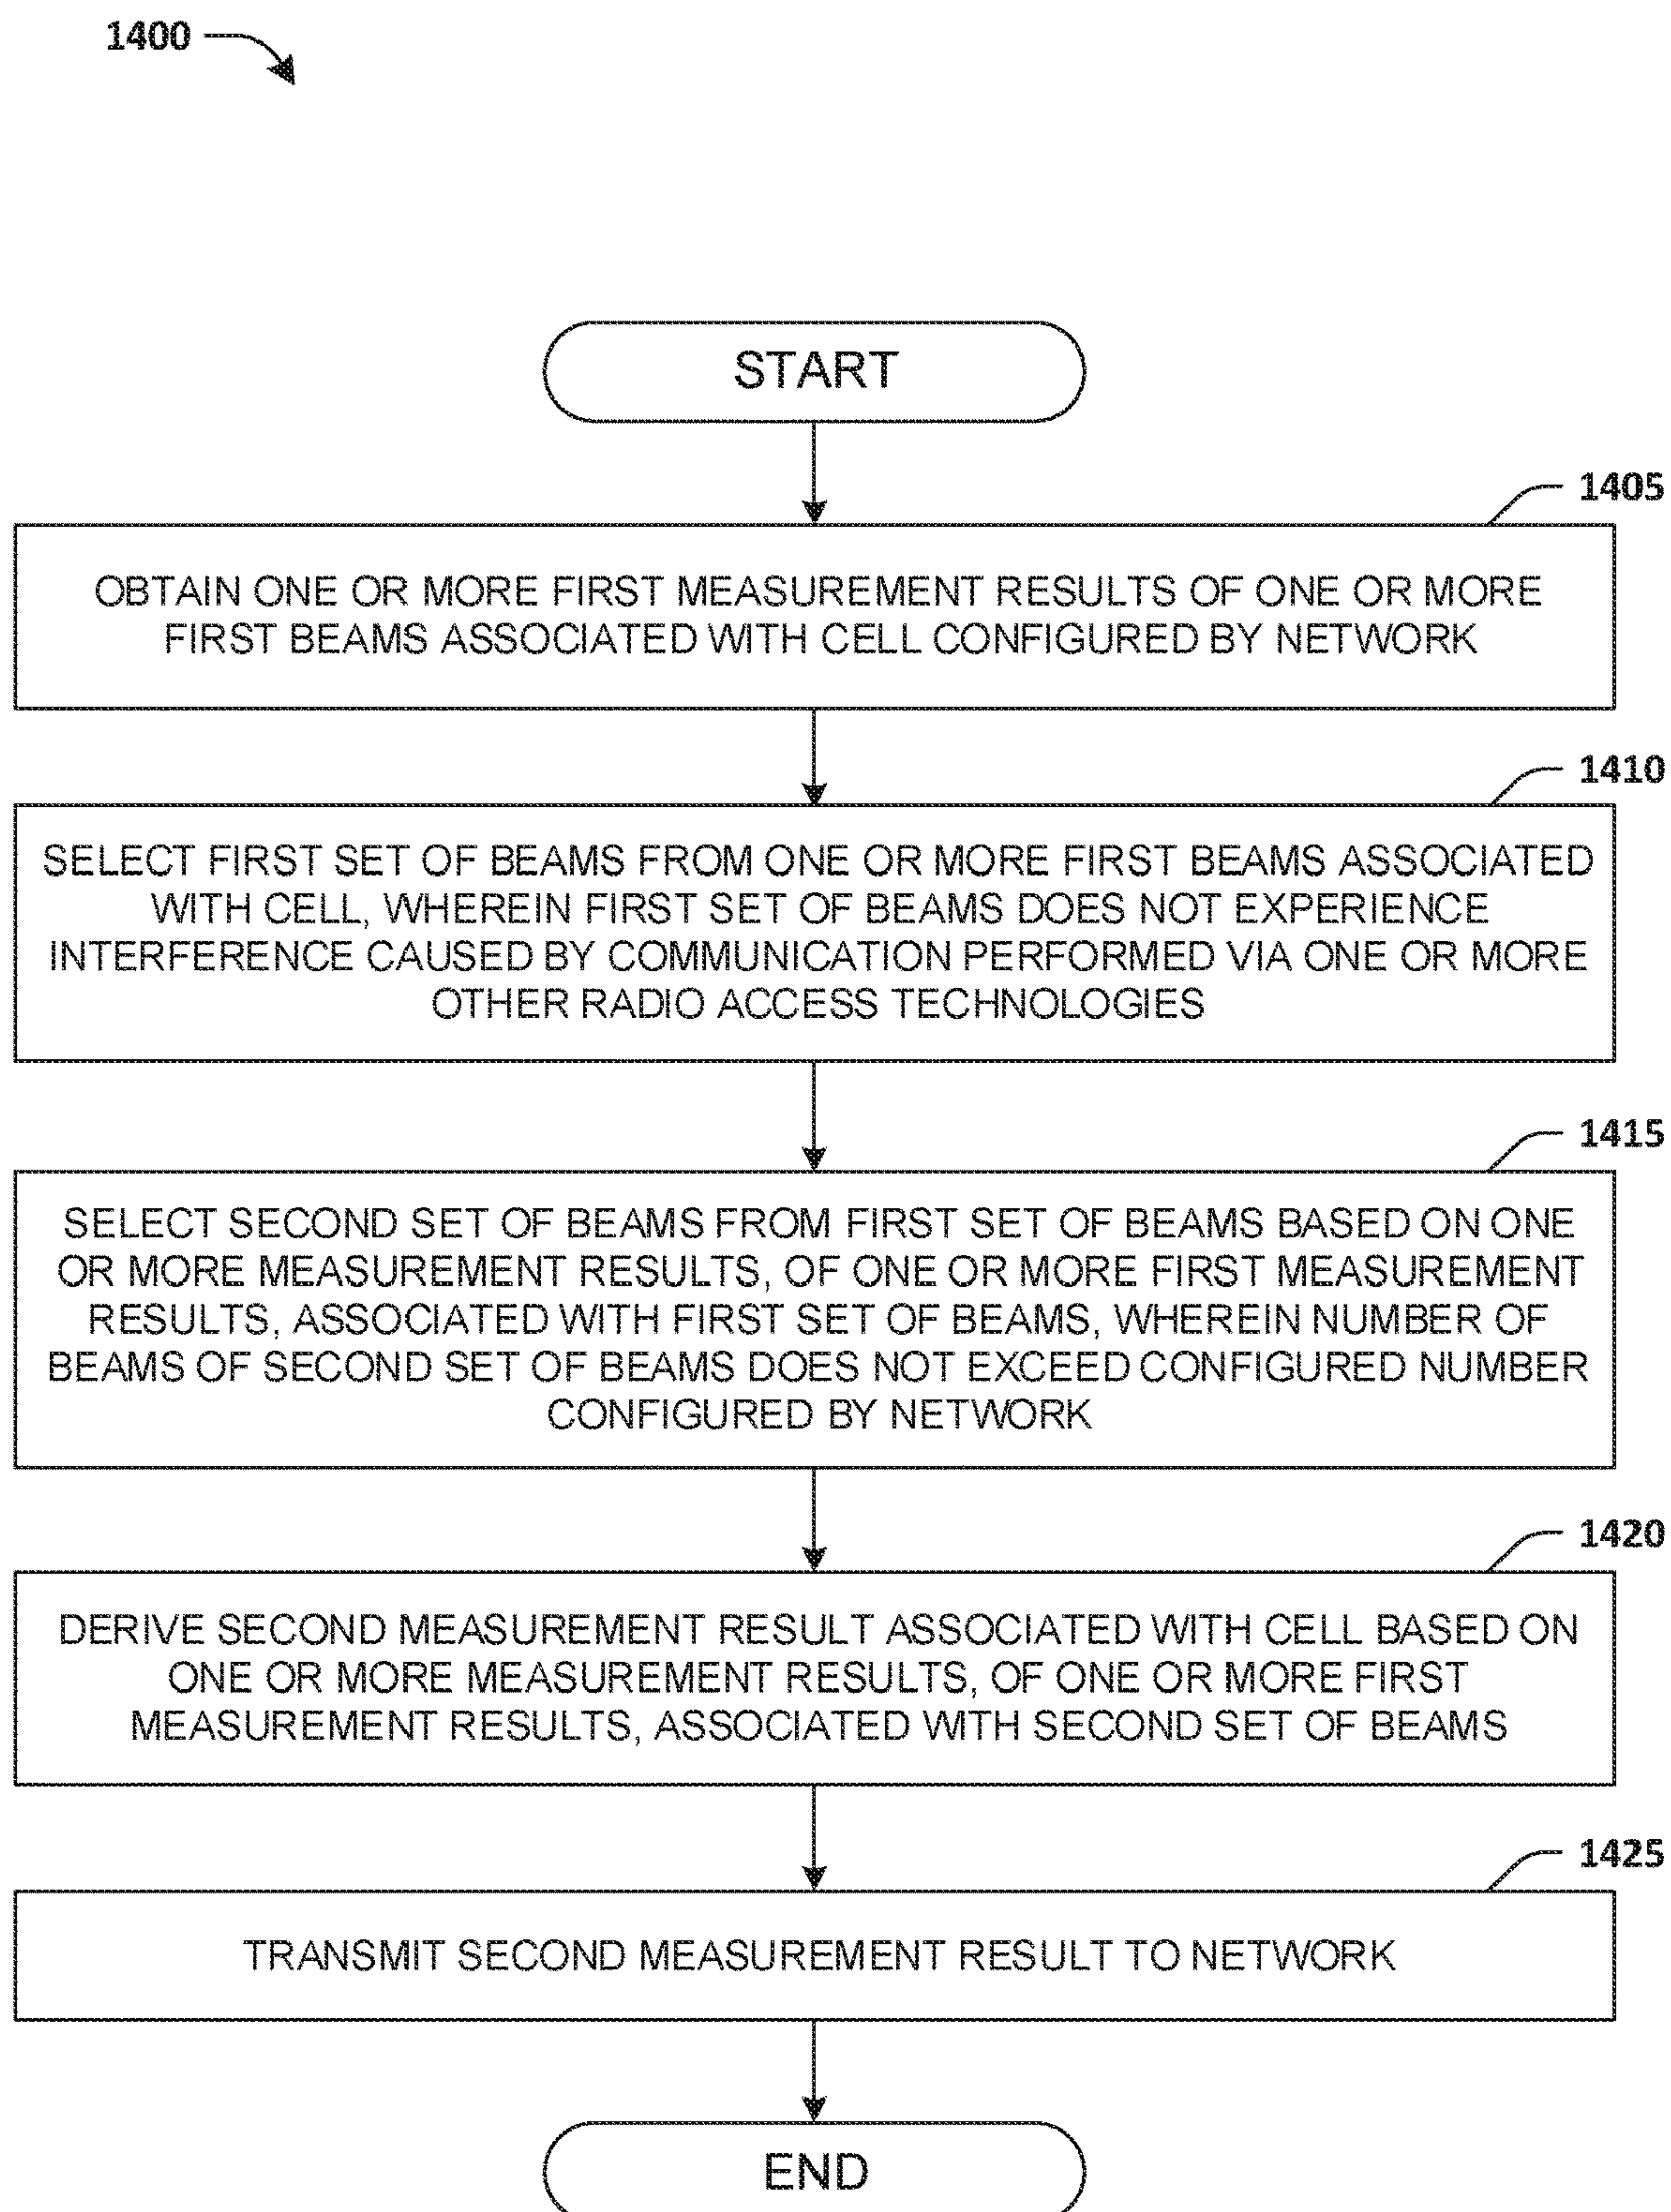 1400
START
1405
OBTAIN ONE OR MORE FIRST MEASUREMENT RESULTS OF ONE OR MORE
FIRST BEAMS ASSOCIATED WITH CELL CONFIGURED BY NETWORK
1410
SELECT FIRST SET OF BEAMS FROM ONE OR MORE FIRST BEAMS ASSOCIATED
WITH CELL, WHEREIN FIRST SET OF BEAMS DOES NOT EXPERIENCE
INTERFERENCE CAUSED BY COMMUNICATION PERFORMED VIA ONE OR MORE
OTHER RADIO ACCESS TECHNOLOGIES
1415
SELECT SECOND SET OF BEAMS FROM FIRST SET OF BEAMS BASED ON ONE
OR MORE MEASUREMENT RESULTS, OF ONE OR MORE FIRST MEASUREMENT
RESULTS, ASSOCIATED WITH FIRST SET OF BEAMS, WHEREIN NUMBER OF
BEAMS OF SECOND SET OF BEAMS DOES NOT EXCEED CONFIGURED NUMBER
CONFIGURED BY NETWORK
1420
DERIVE SECOND MEASUREMENT RESULT ASSOCIATED WITH CELL BASED ON
ONE OR MORE MEASUREMENT RESULTS, OF ONE OR MORE FIRST
MEASUREMENT RESULTS, ASSOCIATED WITH SECOND SET OF BEAMS
1425
TRANSMIT SECOND MEASUREMENT RESULT TO NETWORK
END